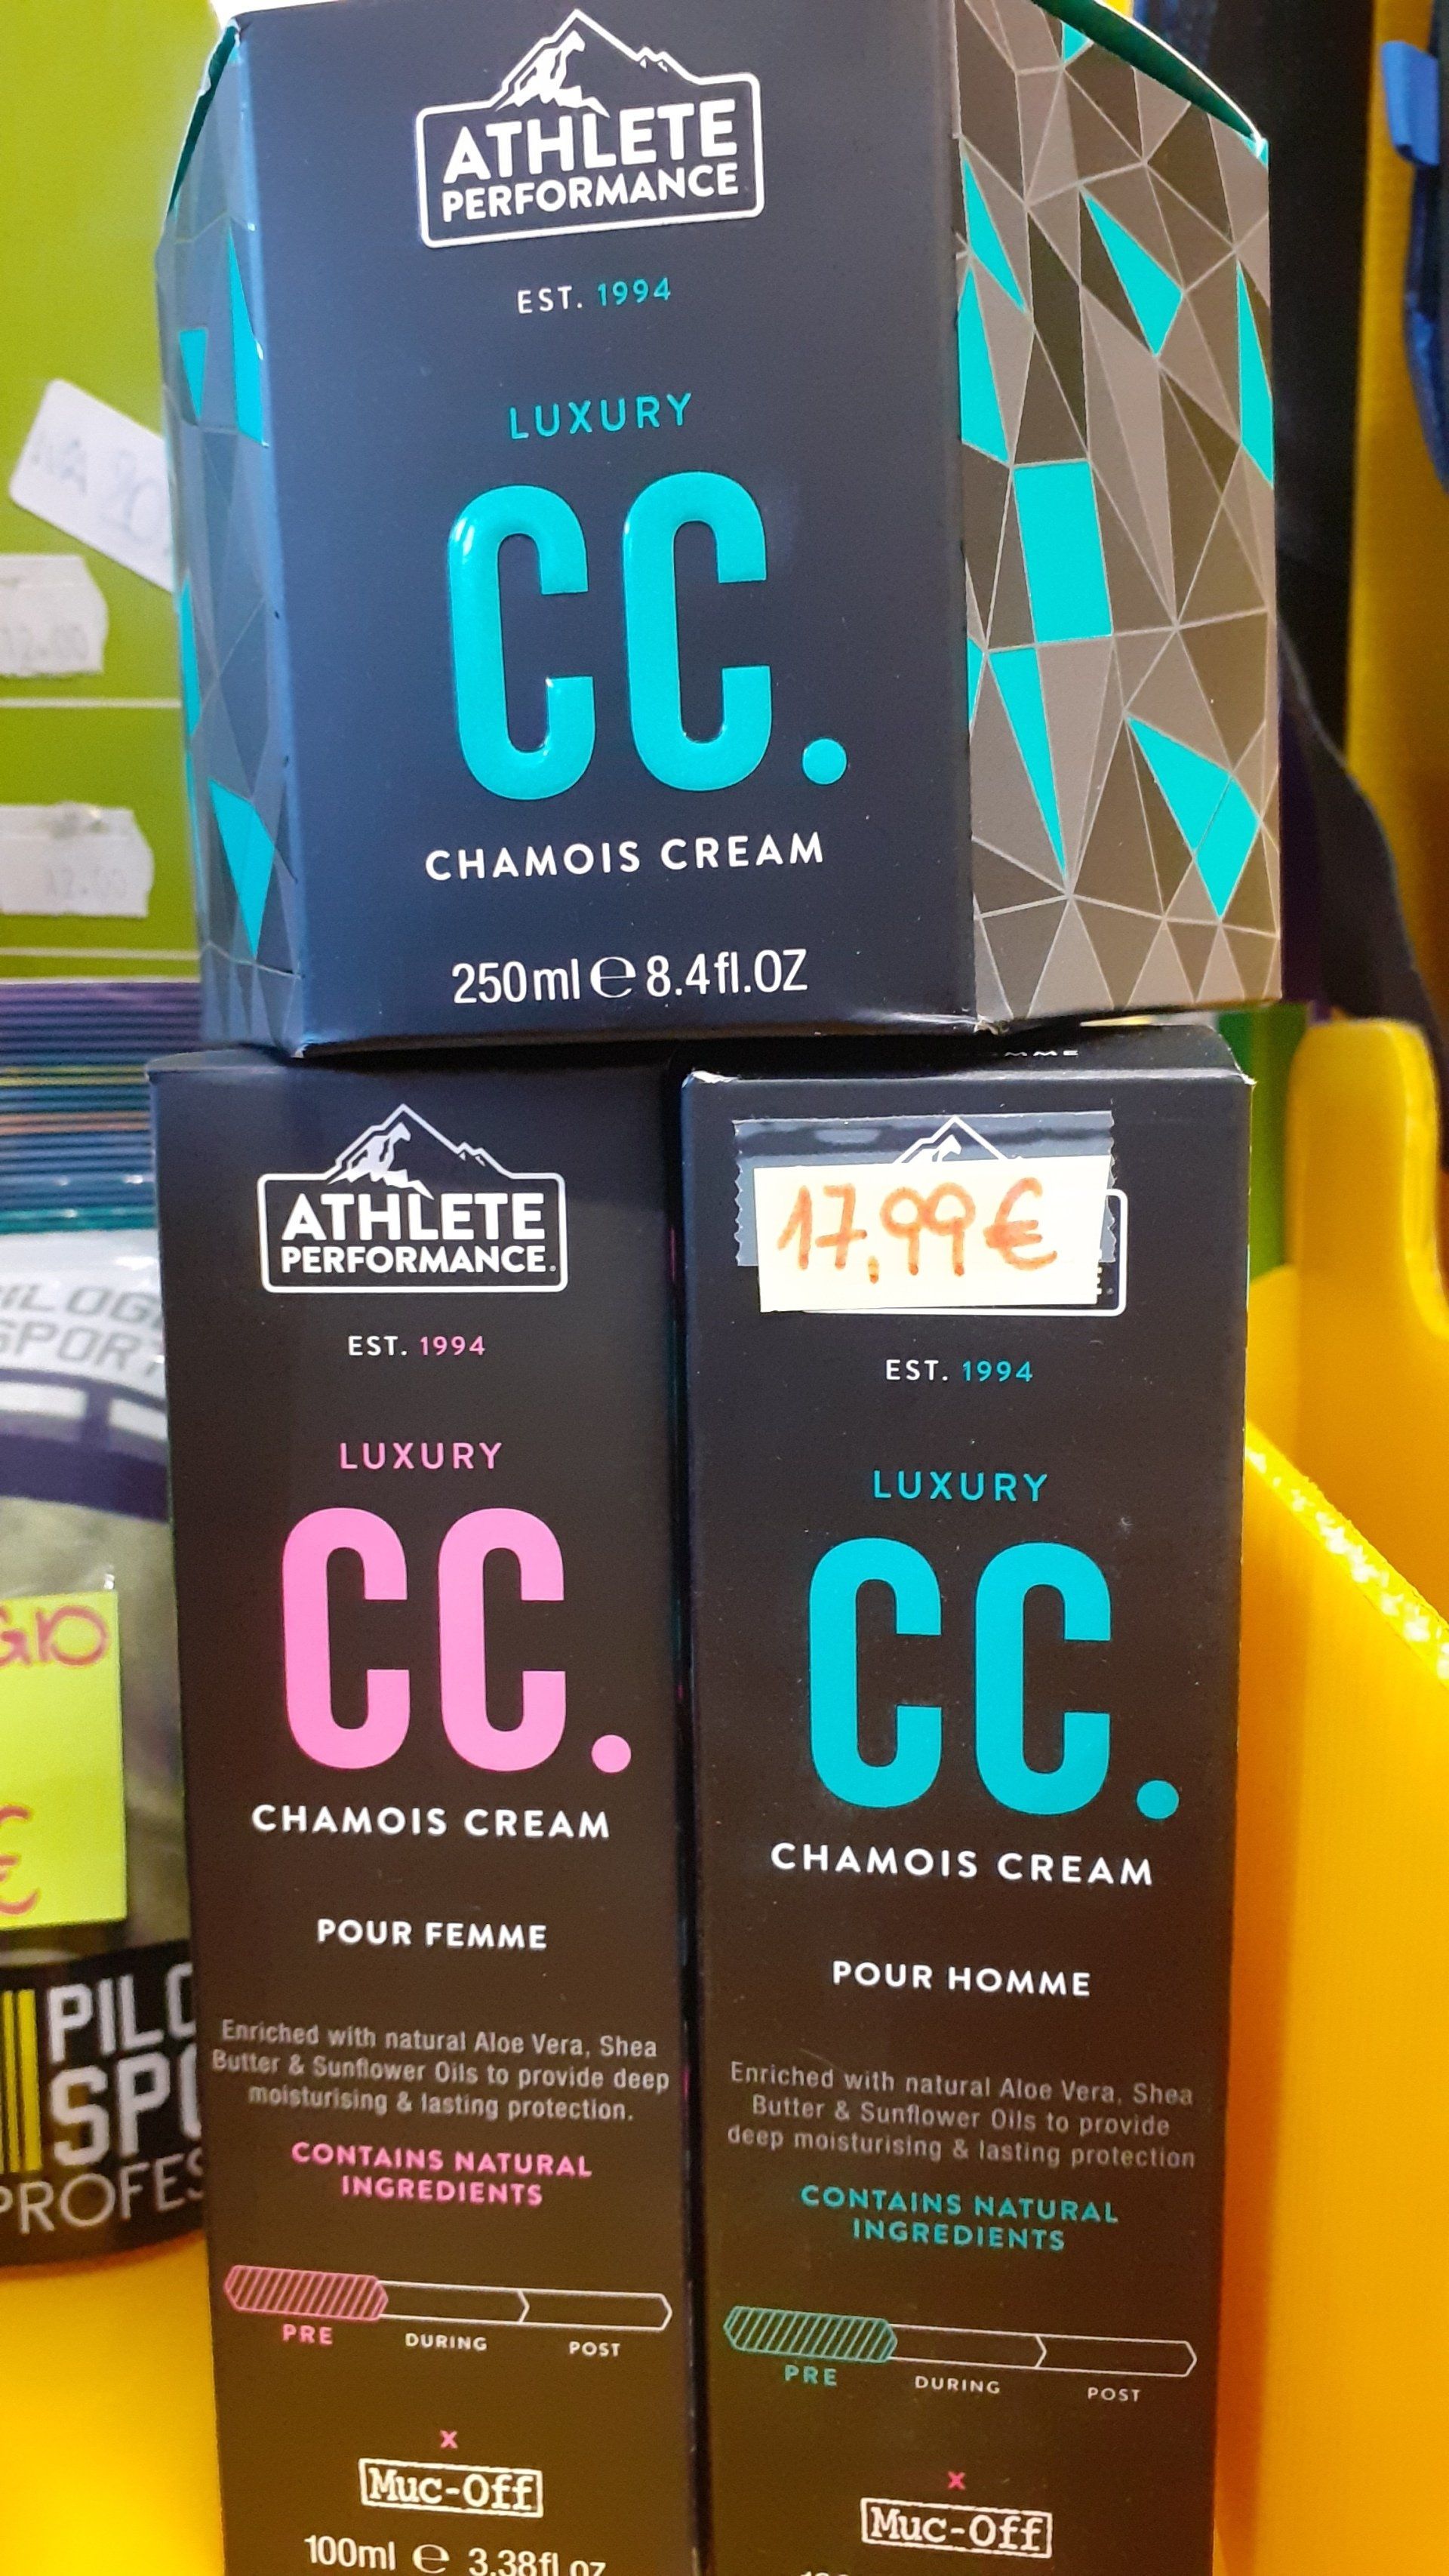 ATHLETE
PERFORMANCE
EST. 1994
LUXURY
CC.
CHAMOIS CREAM
250ml e 8.4fl.OZ
ATHLETE
PERFORMANCE.
EST. 1994
LUXURY
CC.
CHAMOIS CREAM
POUR FEMME
Enriched with natural Aloe Vera, Shea
Butter & Sunflower Oils to provide deep
moisturising & lasting protection.
CONTAINS NATURAL
INGREDIENTS
PRE DURING POST
x
Muc-Off
100ml e 3.38fl oz
17,99€
EST. 1994
LUXURY
CC.
CHAMOIS CREAM
POUR HOMME
Enriched with natural Aloe Vera, Shea
Butter & Sunflower Oils to provide
deep moisturising & lasting protection
CONTAINS NATURAL
INGREDIENTS
PRE DURING POST
x
Muc-Off
€